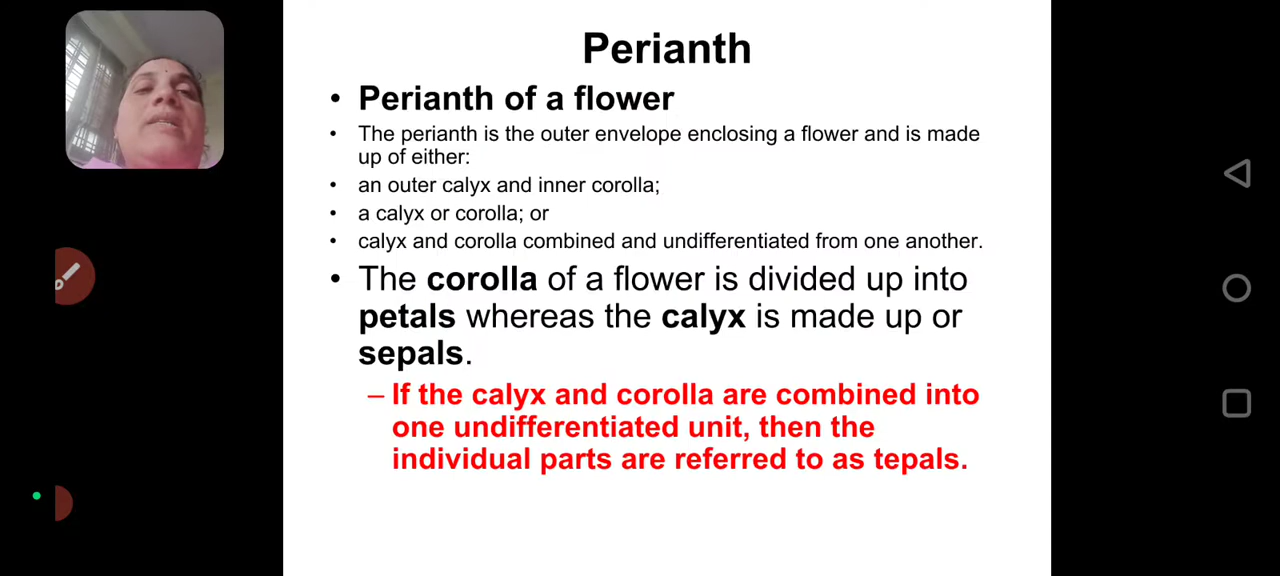 Perianth
• Perianth of a flower
• The perianth is the outer envelope enclosing a flower and is made
up of either:
• an outer calyx and inner corolla;
• a calyx or corolla; or
• calyx and corolla combined and undifferentiated from one another.
• The corolla of a flower is divided up into
petals whereas the calyx is made up or
sepals.
– If the calyx and corolla are combined into
one undifferentiated unit, then the
individual parts are referred to as tepals.